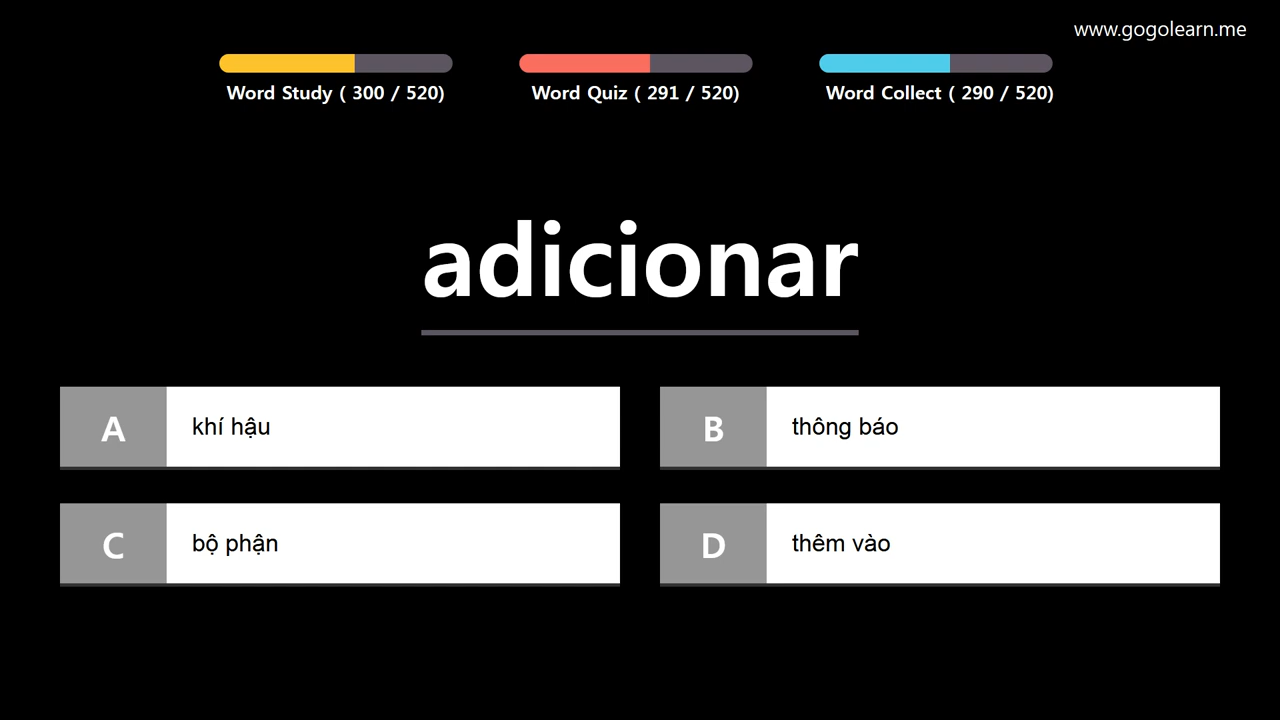 www.gogolearn.me
Word Study ( 300 / 520)
Word Quiz ( 291 / 520)
Word Collect ( 290 / 520)
adicionar
A
khí hậu
B
thông báo
C
bộ phận
D
thêm vào